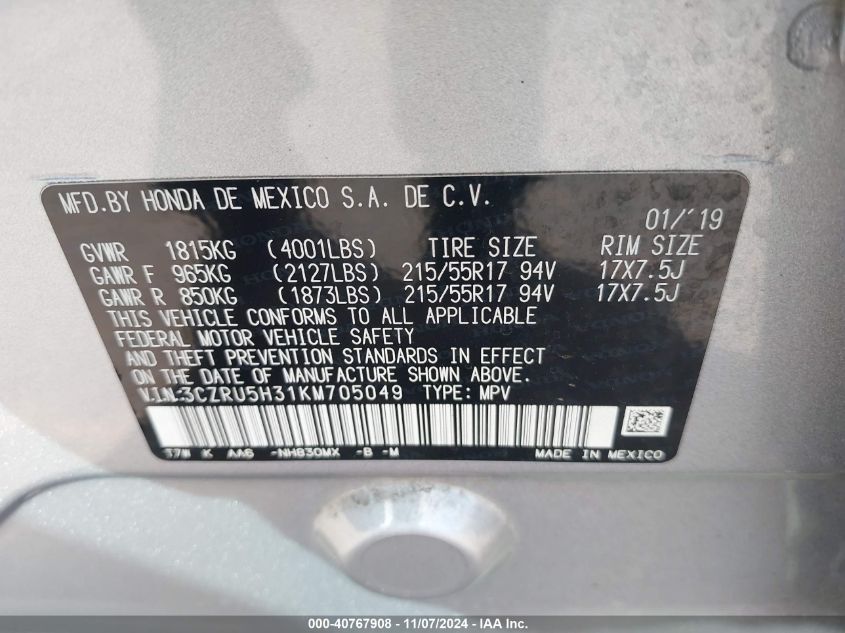 MFD.BY HONDA DE MEXICO S.A. DE C.V.
01/'19
GVWR 1815KG (4001LBS) TIRE SIZE RIM SIZE
GAWR F 965KG (2127LBS) 215/55R17 94V 17X7.5J
GAWR R 850KG (1873LBS) 215/55R17 94V 17X7.5J
THIS VEHICLE CONFORMS TO ALL APPLICABLE
FEDERAL MOTOR VEHICLE SAFETY
AND THEFT PREVENTION STANDARDS IN EFFECT
ON THE DATE OF MANUFACTURE SHOWN ABOVE.
V.I.N:3CZRU5H31KM705049 TYPE: MPV
T7W K AA6 -NH830MX -B -M MADE IN MEXICO
000-40767908 - 11/07/2024 - IAA, Inc.